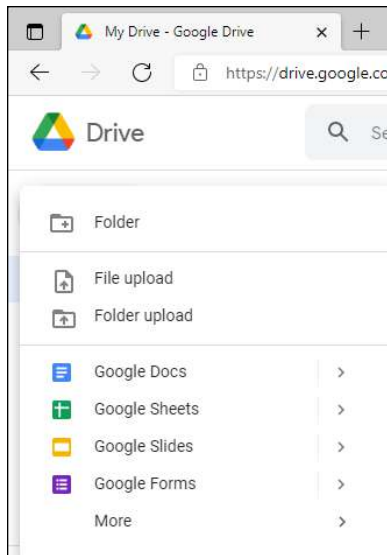 My Drive - Google Drive
https://drive.google.co
Drive
Se
Folder
File upload
Folder upload
Google Docs
Google Sheets
Google Slides
Google Forms
More